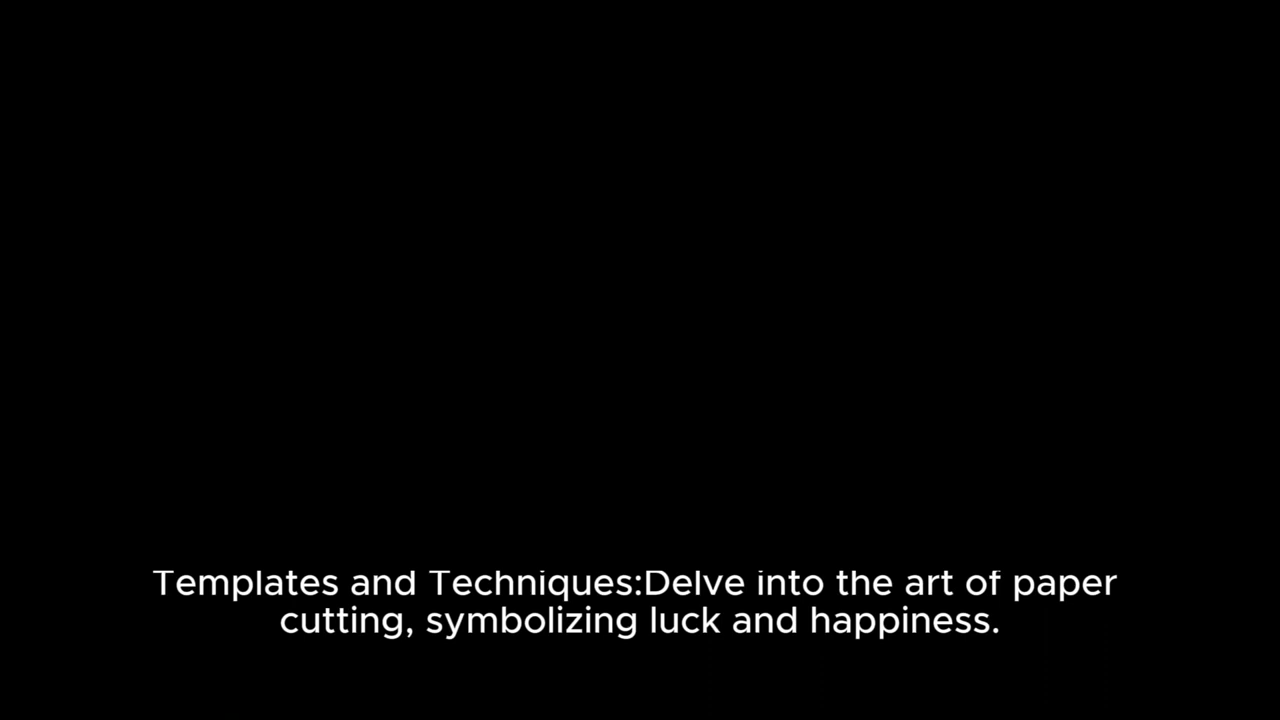 Templates and Techniques:Delve into the art of paper
cutting, symbolizing luck and happiness.